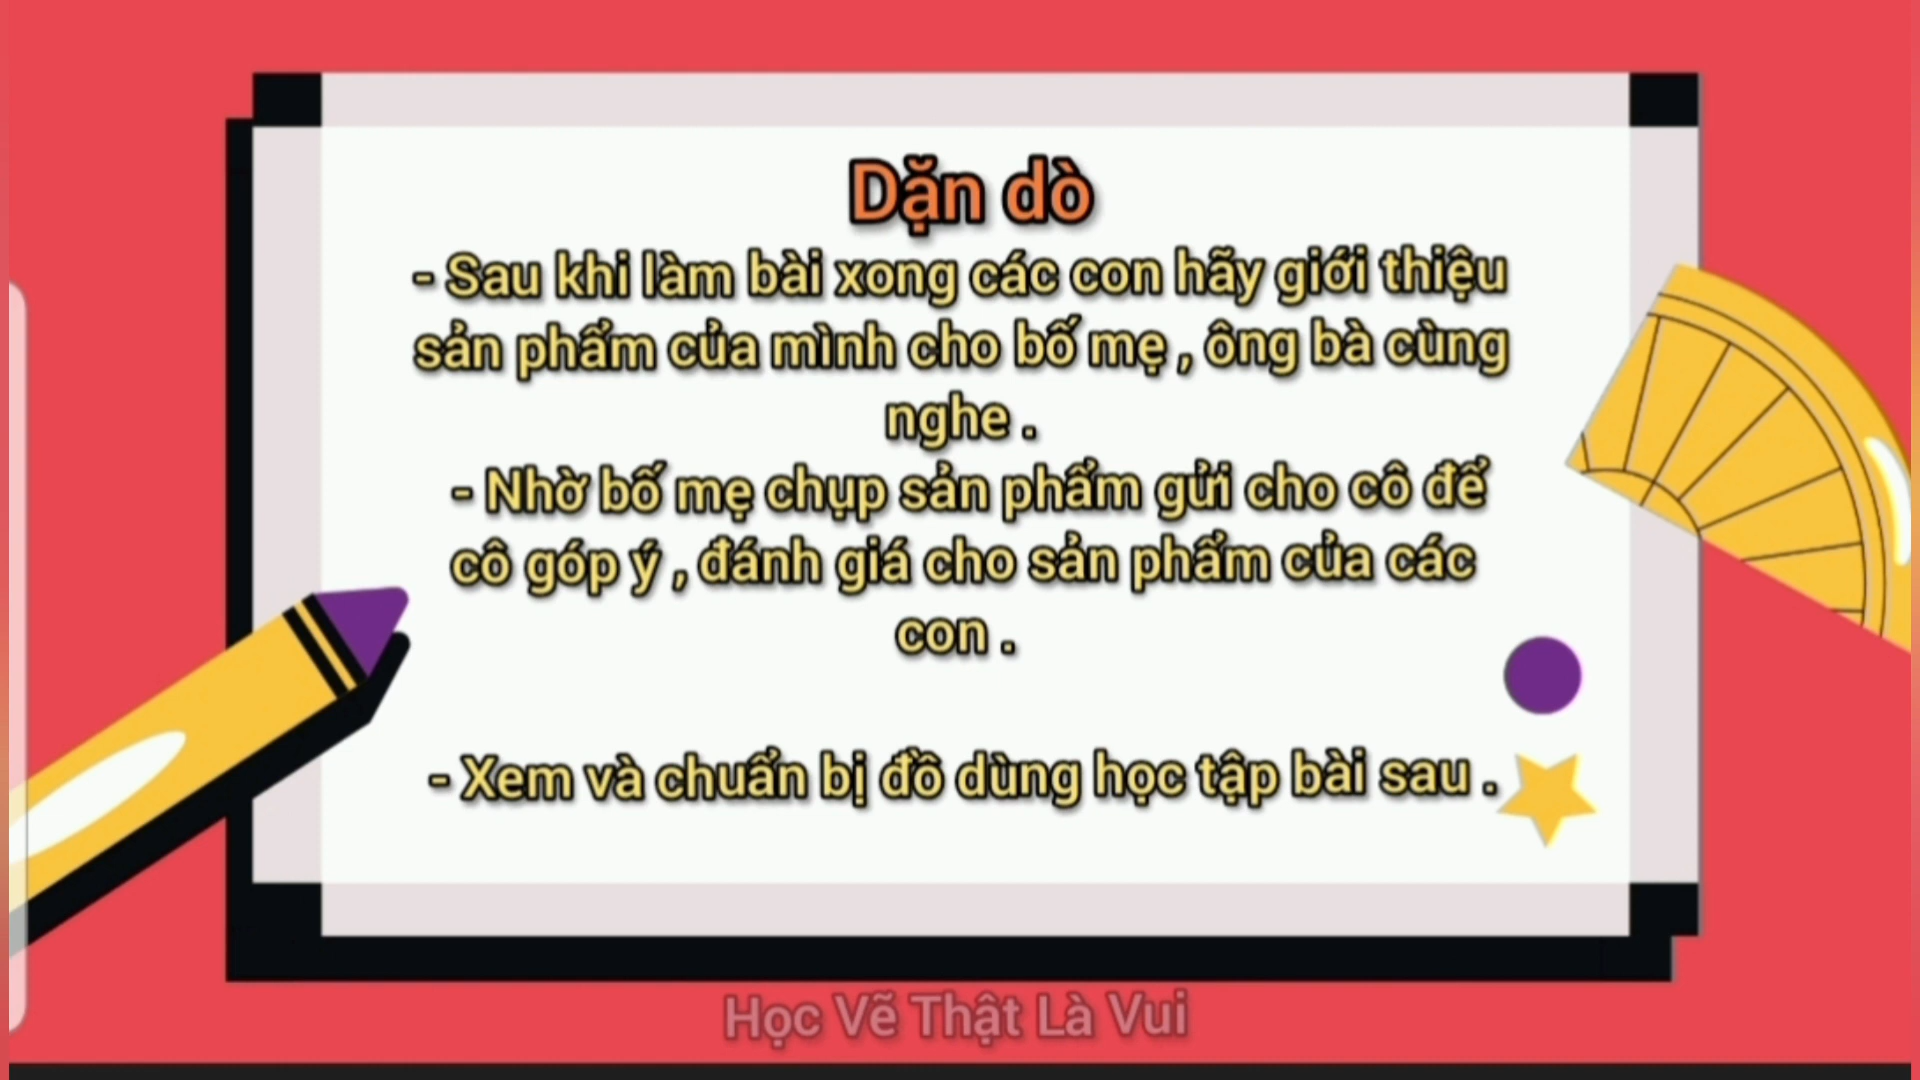 Dặn dò
- Sau khi làm bài xong các con hãy giới thiệu
sản phẩm của mình cho bố mẹ , ông bà cùng
nghe .
- Nhờ bố mẹ chụp sản phẩm gửi cho cô để
cô góp ý , đánh giá cho sản phẩm của các
con .
- Xem và chuẩn bị đồ dùng học tập bài sau .
Học Vẽ Thật Là Vui